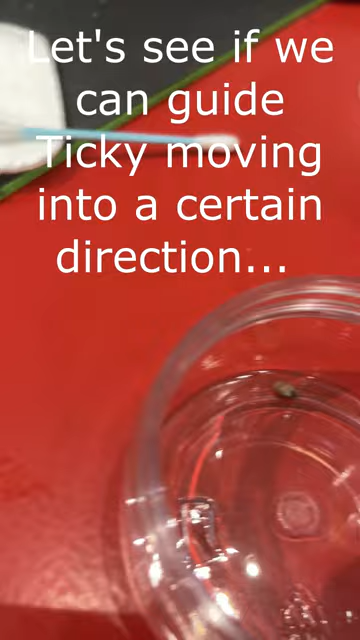 Let's see if we
can guide
Ticky moving
into a certain
direction...